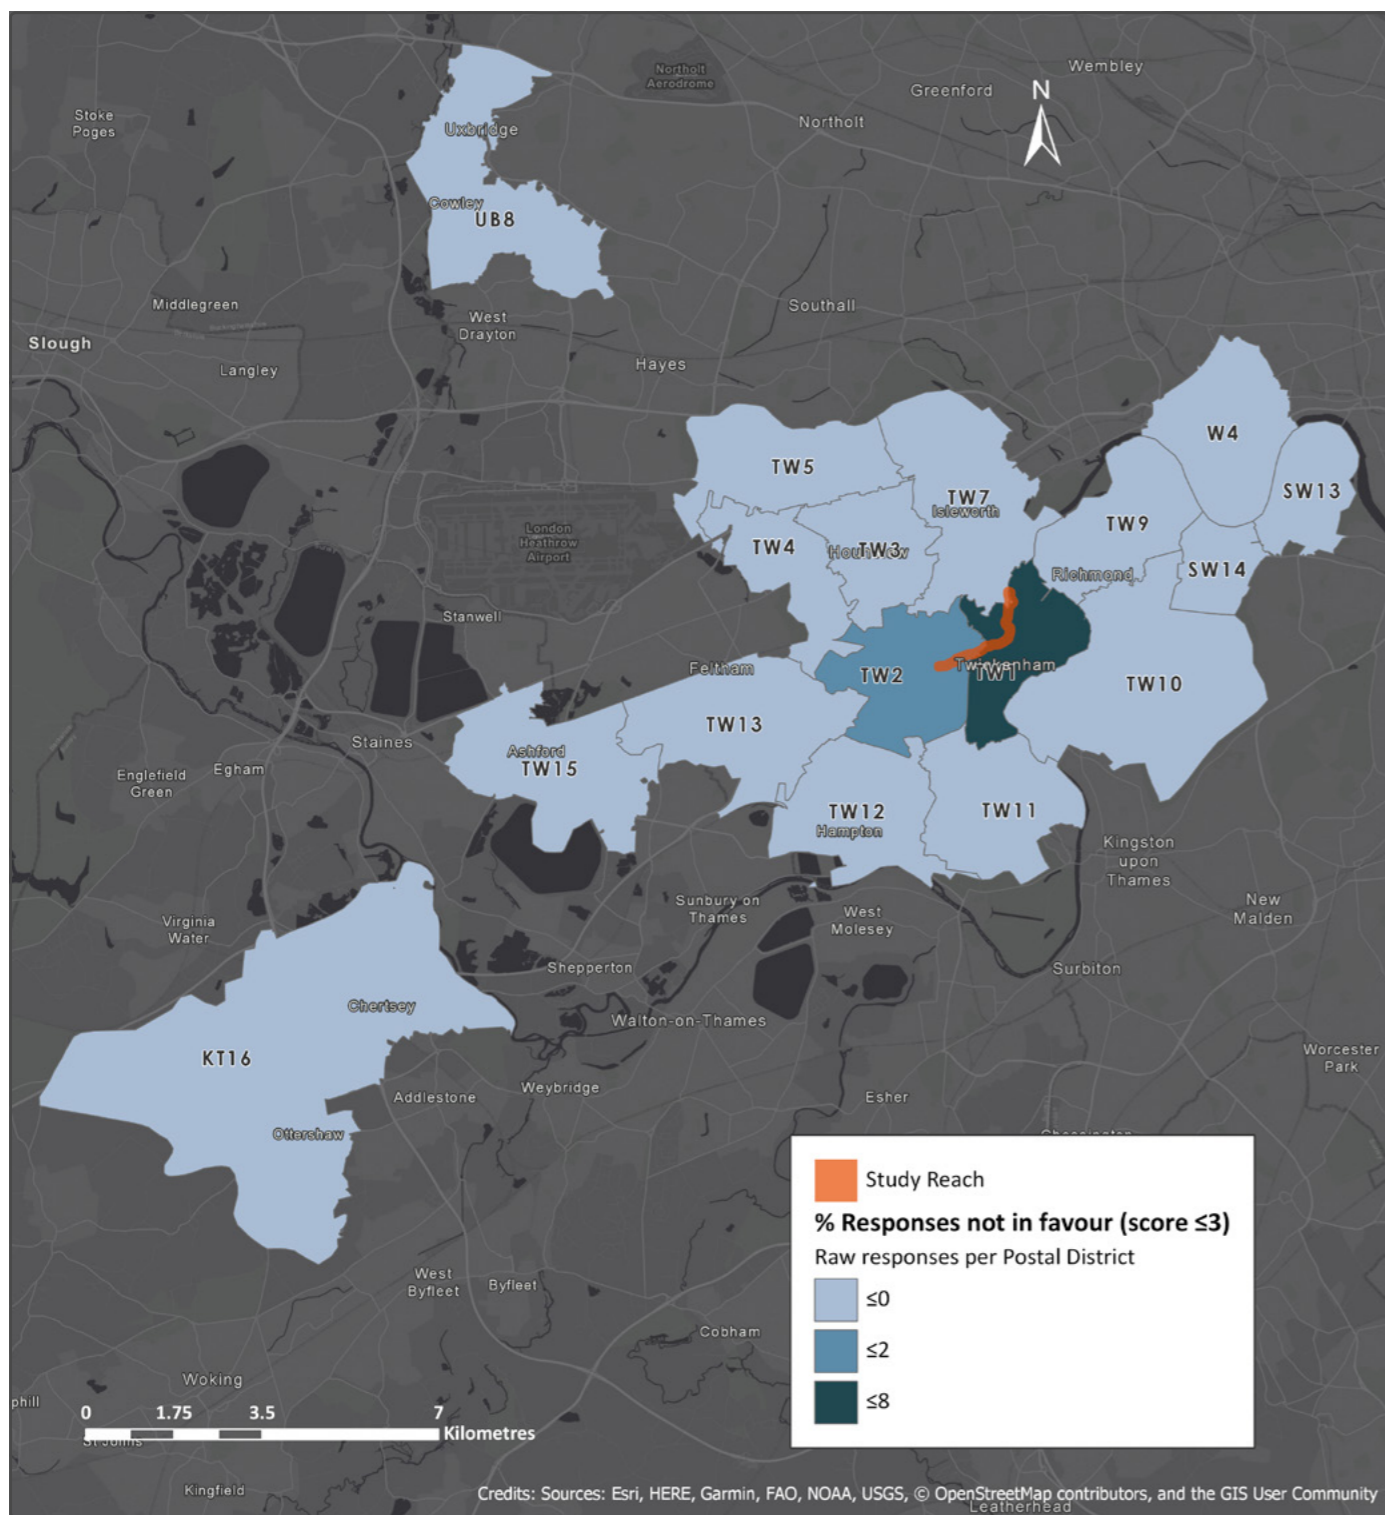 Wembley
Northolt
Aerodrome
Greenford
N
Stoke
Poges
Northolt
Uxbridge
Cowley
UB8
Middlegreen
Southall
West
Drayton
Slough
Langley
Hayes
W4
TW5
SW13
TW7
Isleworth
TW9
London
Heathrow
Airport
TW4
Hounslow
TW3
SW14
Richmond
Stanwell
Feltham
TW2
Twickenham
TW1
TW10
TW13
Staines
Ashford
TW15
Egham
Englefield
Green
TW12
Hampton
TW11
Kingston
upon
Thames
Sunbury on
Thames
West
Molesey
New
Malden
Virginia
Water
Shepperton
Surbiton
Chertsey
Walton-on-Thames
KT16
Worcester
Park
Addlestone
Weybridge
Esher
Ottershaw
Chessington
Study Reach
% Responses not in favour (score ≤3)
Raw responses per Postal District
≤0
≤2
≤8
West
Byfleet
Byfleet
Cobham
Woking
phill
0 1.75 3.5 7
Kilometres
St Johns
Kingfield
Credits: Sources: Esri, HERE, Garmin, FAO, NOAA, USGS, © OpenStreetMap contributors, and the GIS User Community
Leatherhead